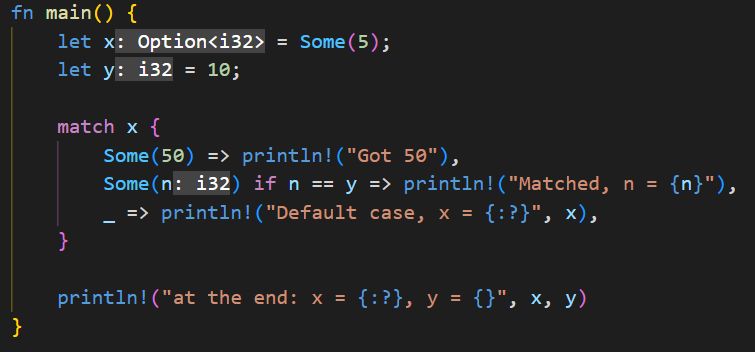 fn main() {
    let x: Option<i32> = Some(5);
    let y: i32 = 10;

    match x {
        Some(50) => println!("Got 50"),
        Some(n: i32) if n == y => println!("Matched, n = {n}"),
        _ => println!("Default case, x = {:?}", x),
    }

    println!("at the end: x = {:?}, y = {}", x, y)
}